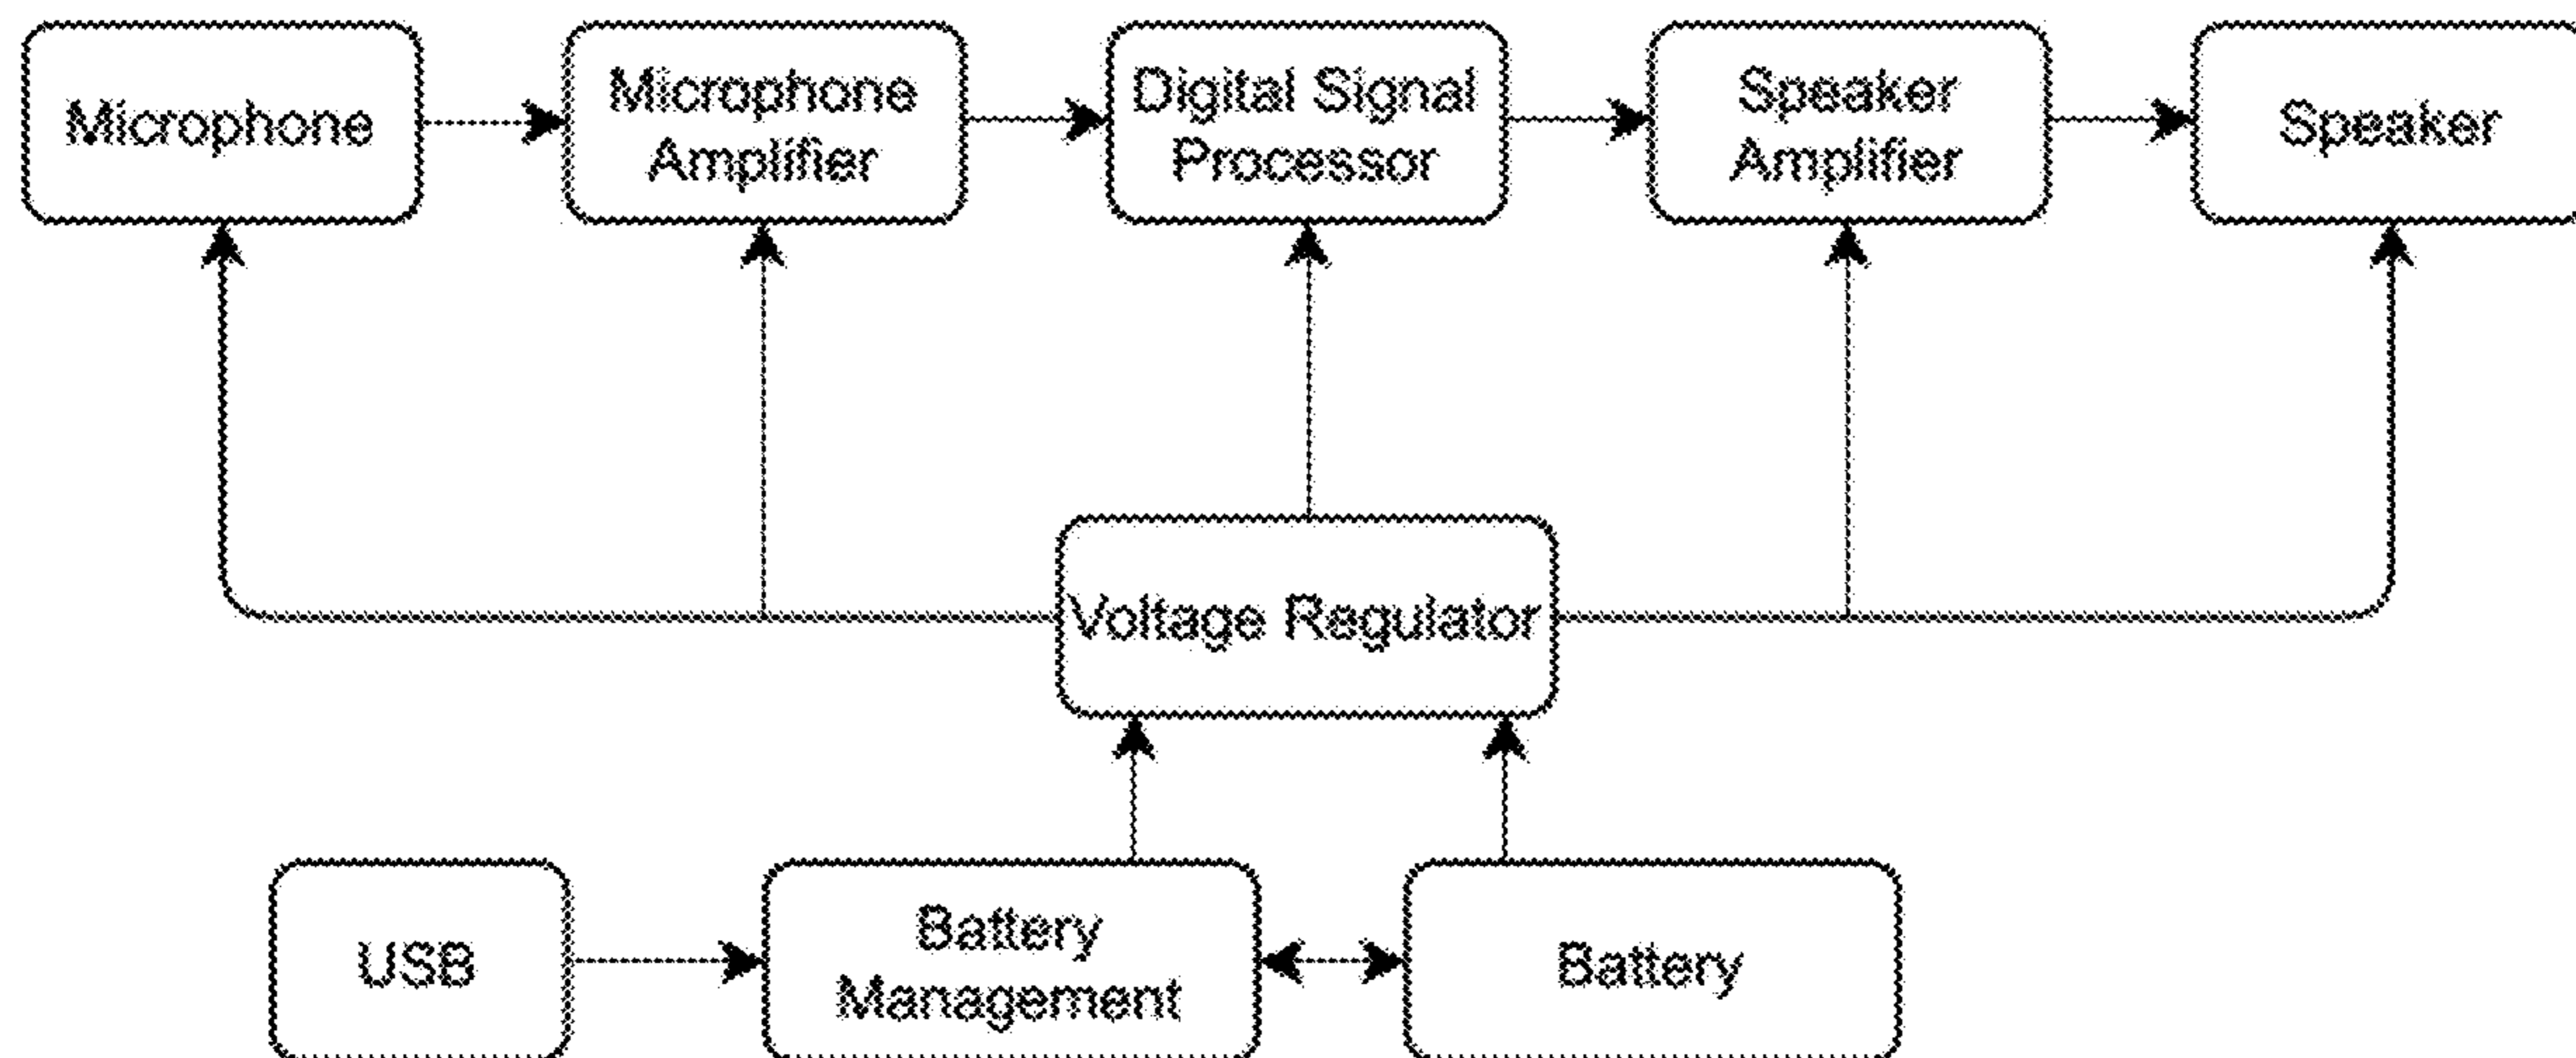 Microphone
Microphone
Amplifier
Digital Signal
Processor
Speaker
Amplifier
Speaker
Voltage Regulator
USB
Battery
Management
Battery